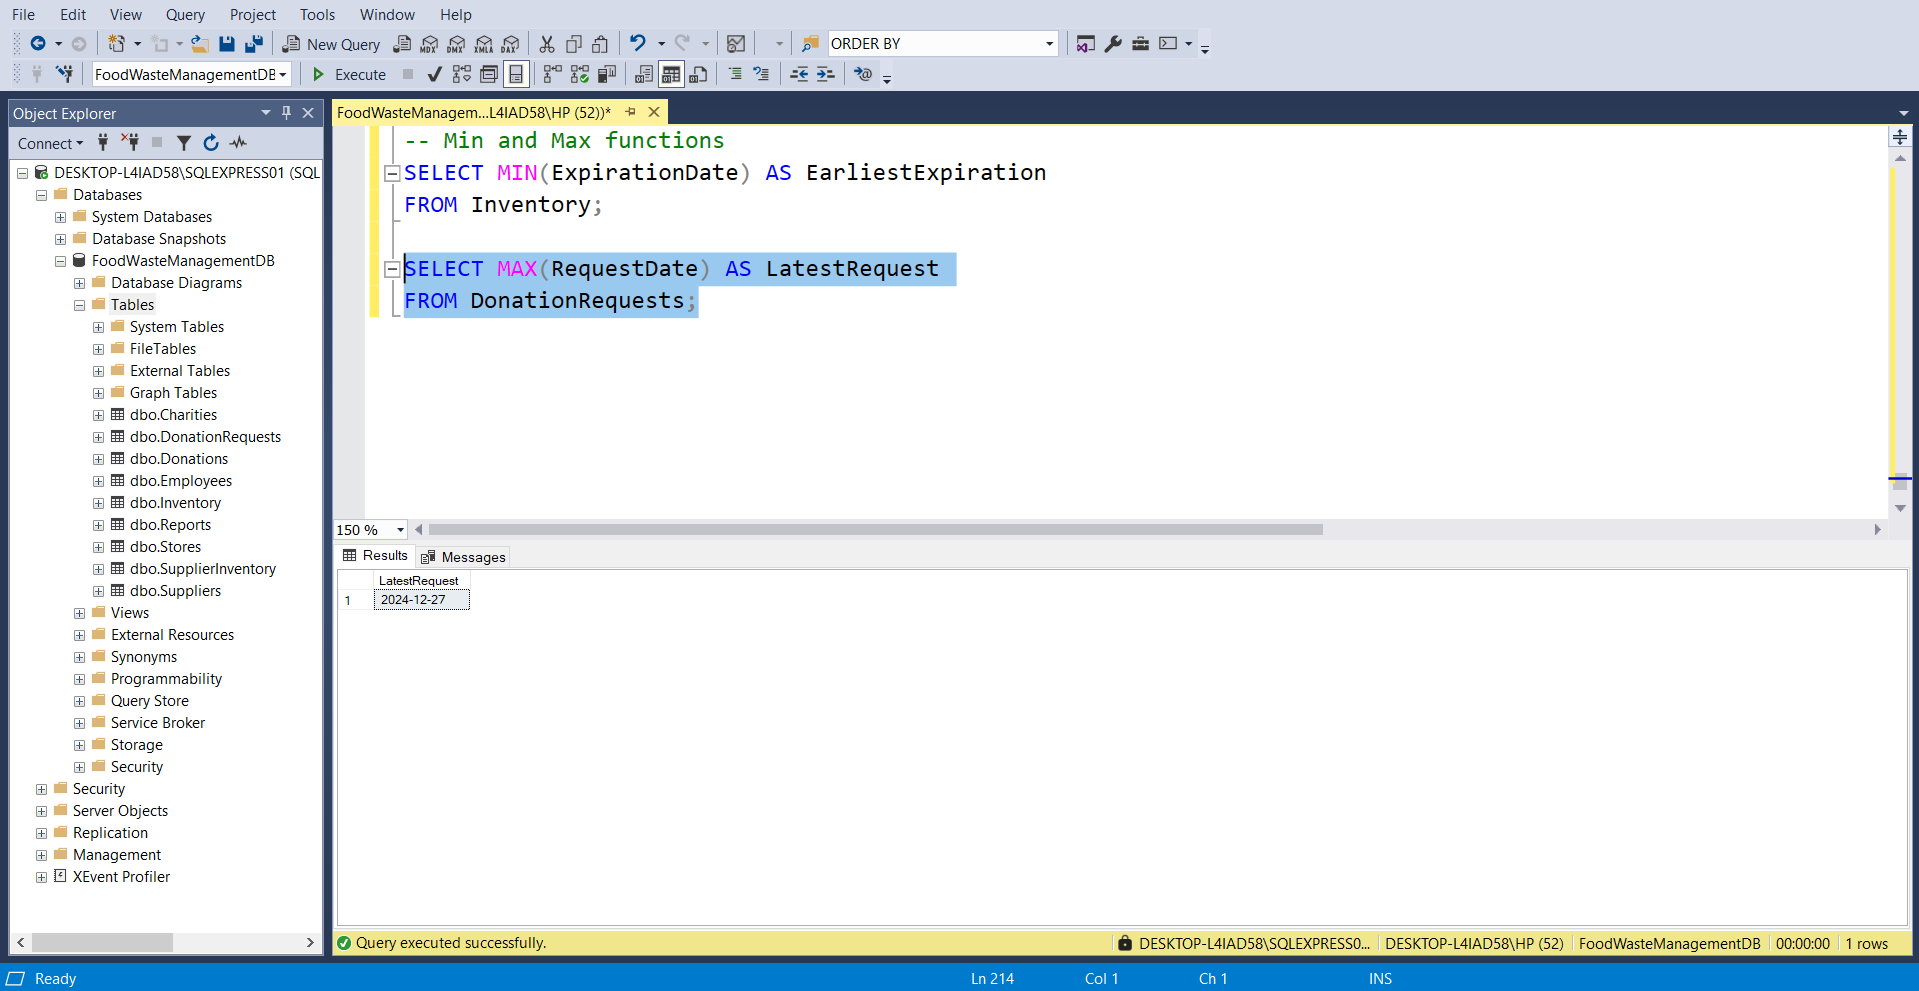 File Edit View Query Project Tools Window Help
New Query MDX DMX XMLA DAX ORDER BY
FoodWasteManagementDB Execute
Object Explorer
Connect
DESKTOP-L4IAD58\SQLEXPRESS01 (SQL
Databases
System Databases
Database Snapshots
FoodWasteManagementDB
Database Diagrams
Tables
System Tables
FileTables
External Tables
Graph Tables
dbo.Charities
dbo.DonationRequests
dbo.Donations
dbo.Employees
dbo.Inventory
dbo.Reports
dbo.Stores
dbo.SupplierInventory
dbo.Suppliers
Views
External Resources
Synonyms
Programmability
Query Store
Service Broker
Storage
Security
Security
Server Objects
Replication
Management
XEvent Profiler
FoodWasteManagem...L4IAD58\HP (52))*
-- Min and Max functions
SELECT MIN(ExpirationDate) AS EarliestExpiration
FROM Inventory;
SELECT MAX(RequestDate) AS LatestRequest
FROM DonationRequests;
150 %
Results Messages
LatestRequest
1 2024-12-27
Query executed successfully. DESKTOP-L4IAD58\SQLEXPRESS0... DESKTOP-L4IAD58\HP (52) FoodWasteManagementDB 00:00:00 1 rows
Ready Ln 214 Col 1 Ch 1 INS